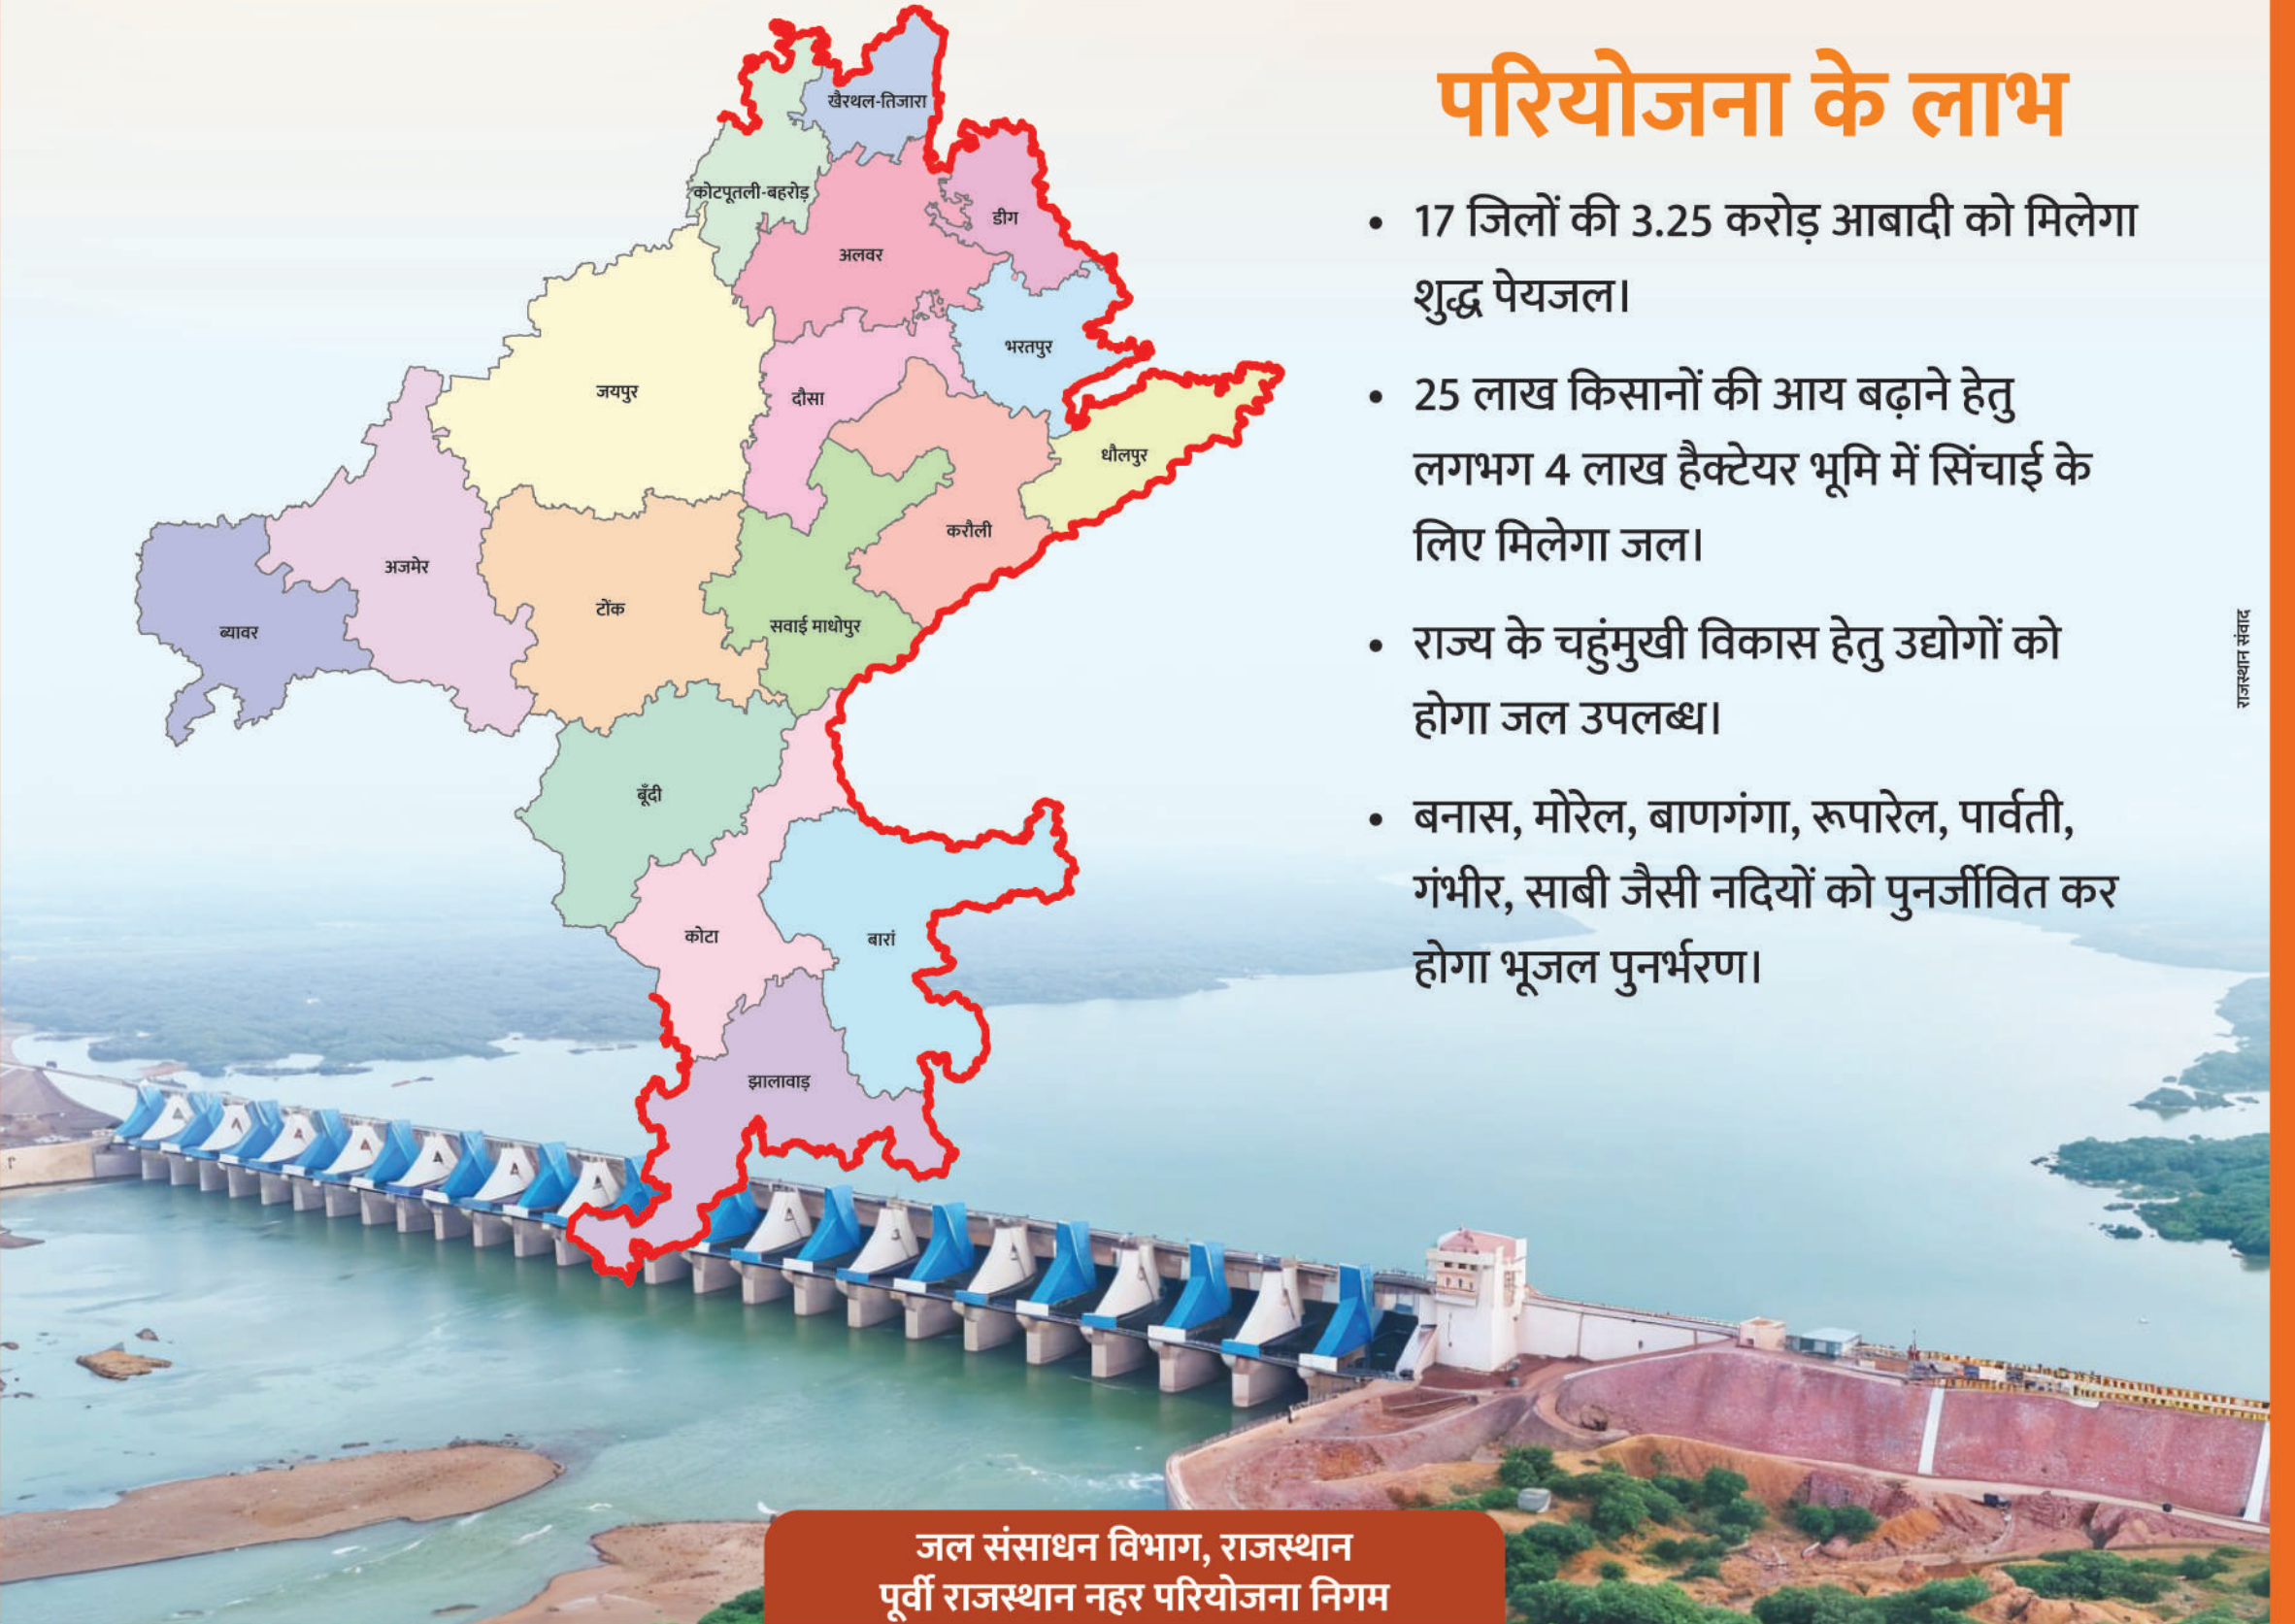 परियोजना के लाभ
• 17 जिलों की 3.25 करोड़ आबादी को मिलेगा
शुद्ध पेयजल।
• 25 लाख किसानों की आय बढ़ाने हेतु
लगभग 4 लाख हैक्टेयर भूमि में सिंचाई के
लिए मिलेगा जल।
• राज्य के चहुंमुखी विकास हेतु उद्योगों को
होगा जल उपलब्ध।
• बनास, मोरेल, बाणगंगा, रूपारेल, पार्वती,
गंभीर, साबी जैसी नदियों को पुनर्जीवित कर
होगा भूजल पुनर्भरण।
खैरथल-तिजारा
कोटपूतली-बहरोड़
डीग
अलवर
भरतपुर
जयपुर
दौसा
धौलपुर
करौली
अजमेर
टोंक
सवाई माधोपुर
ब्यावर
बूँदी
कोटा
बारां
झालावाड़
राजस्थान संवाद
जल संसाधन विभाग, राजस्थान
पूर्वी राजस्थान नहर परियोजना निगम